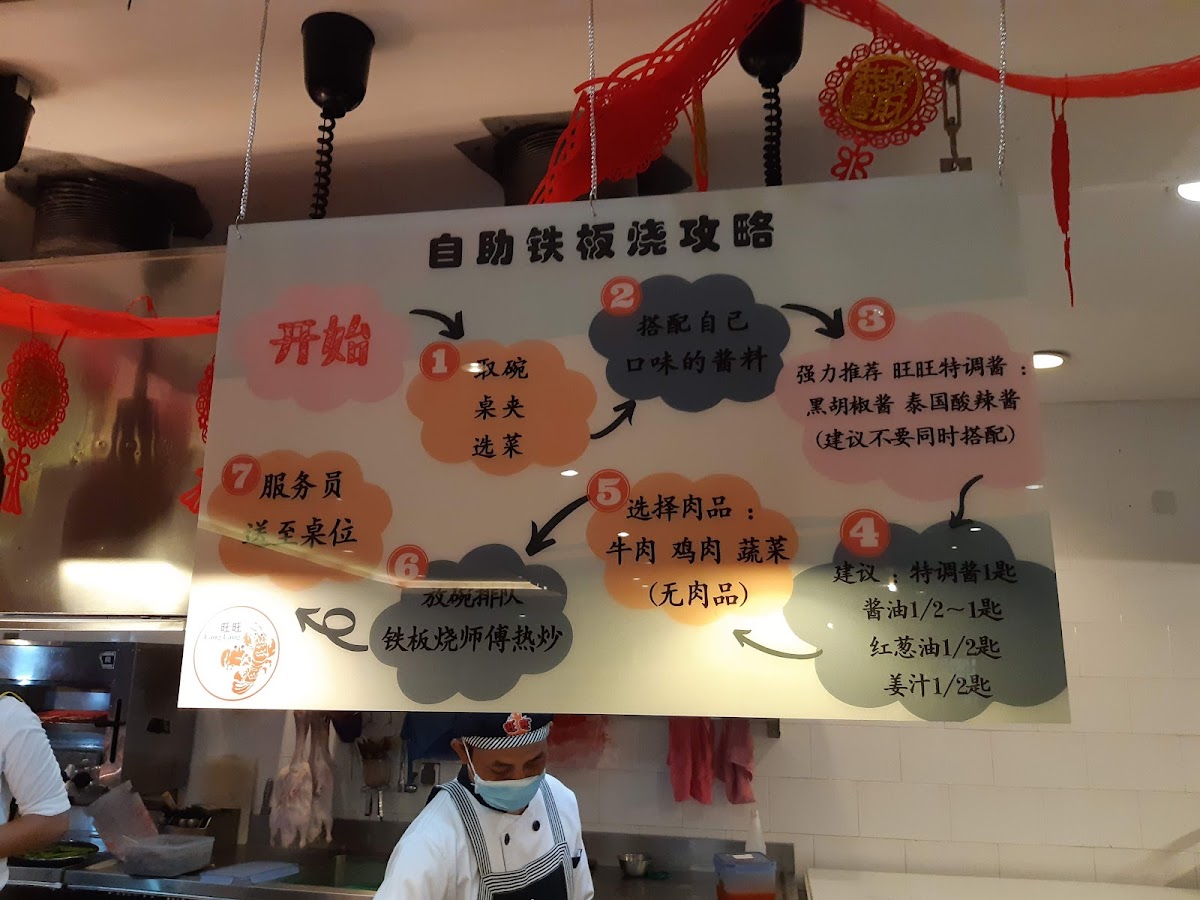 自助铁板烧攻略
开始
1
取碗
桌夹
选菜
2
搭配自己
口味的酱料
3
强力推荐 旺旺特调酱：
黑胡椒酱 泰国酸辣酱
(建议不要同时搭配)
4
建议：特调酱1匙
酱油1/2~1匙
红葱油1/2匙
姜汁1/2匙
5
选择肉品：
牛肉 鸡肉 蔬菜
(无肉品)
6
放碗排队
铁板烧师傅热炒
7
服务员
送至桌位
旺旺